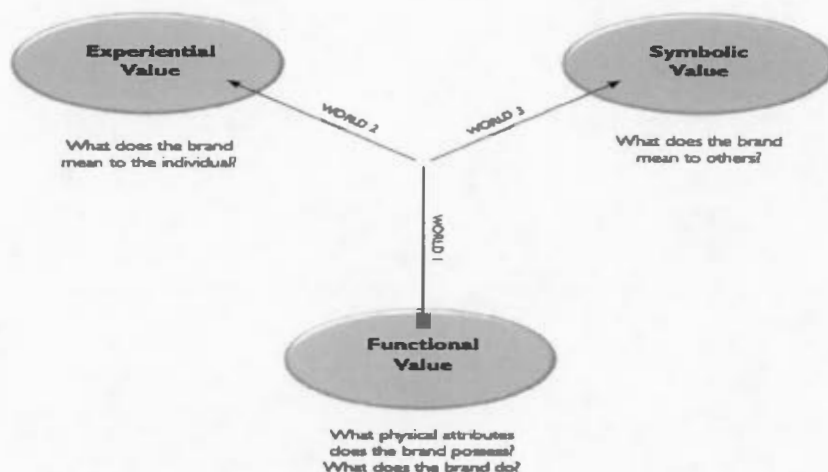 Experiential
Value
Symbolic
Value
WORLD 2
WORLD 3
What does the brand
mean to the individual?
What does the brand
mean to others?
WORLD 1
Functional
Value
What physical attributes
does the brand possess?
What does the brand do?